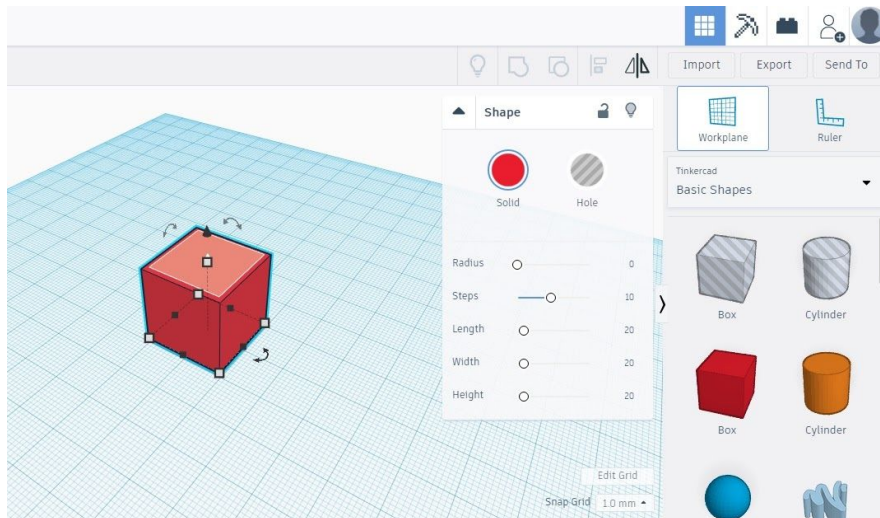 Import Export Send To
Shape
Workplane Ruler
Tinkercad
Basic Shapes
Solid Hole
Radius 0
Steps 10
Length 20
Width 20
Height 20
Box Cylinder
Box Cylinder
Edit Grid
Snap Grid 1.0 mm